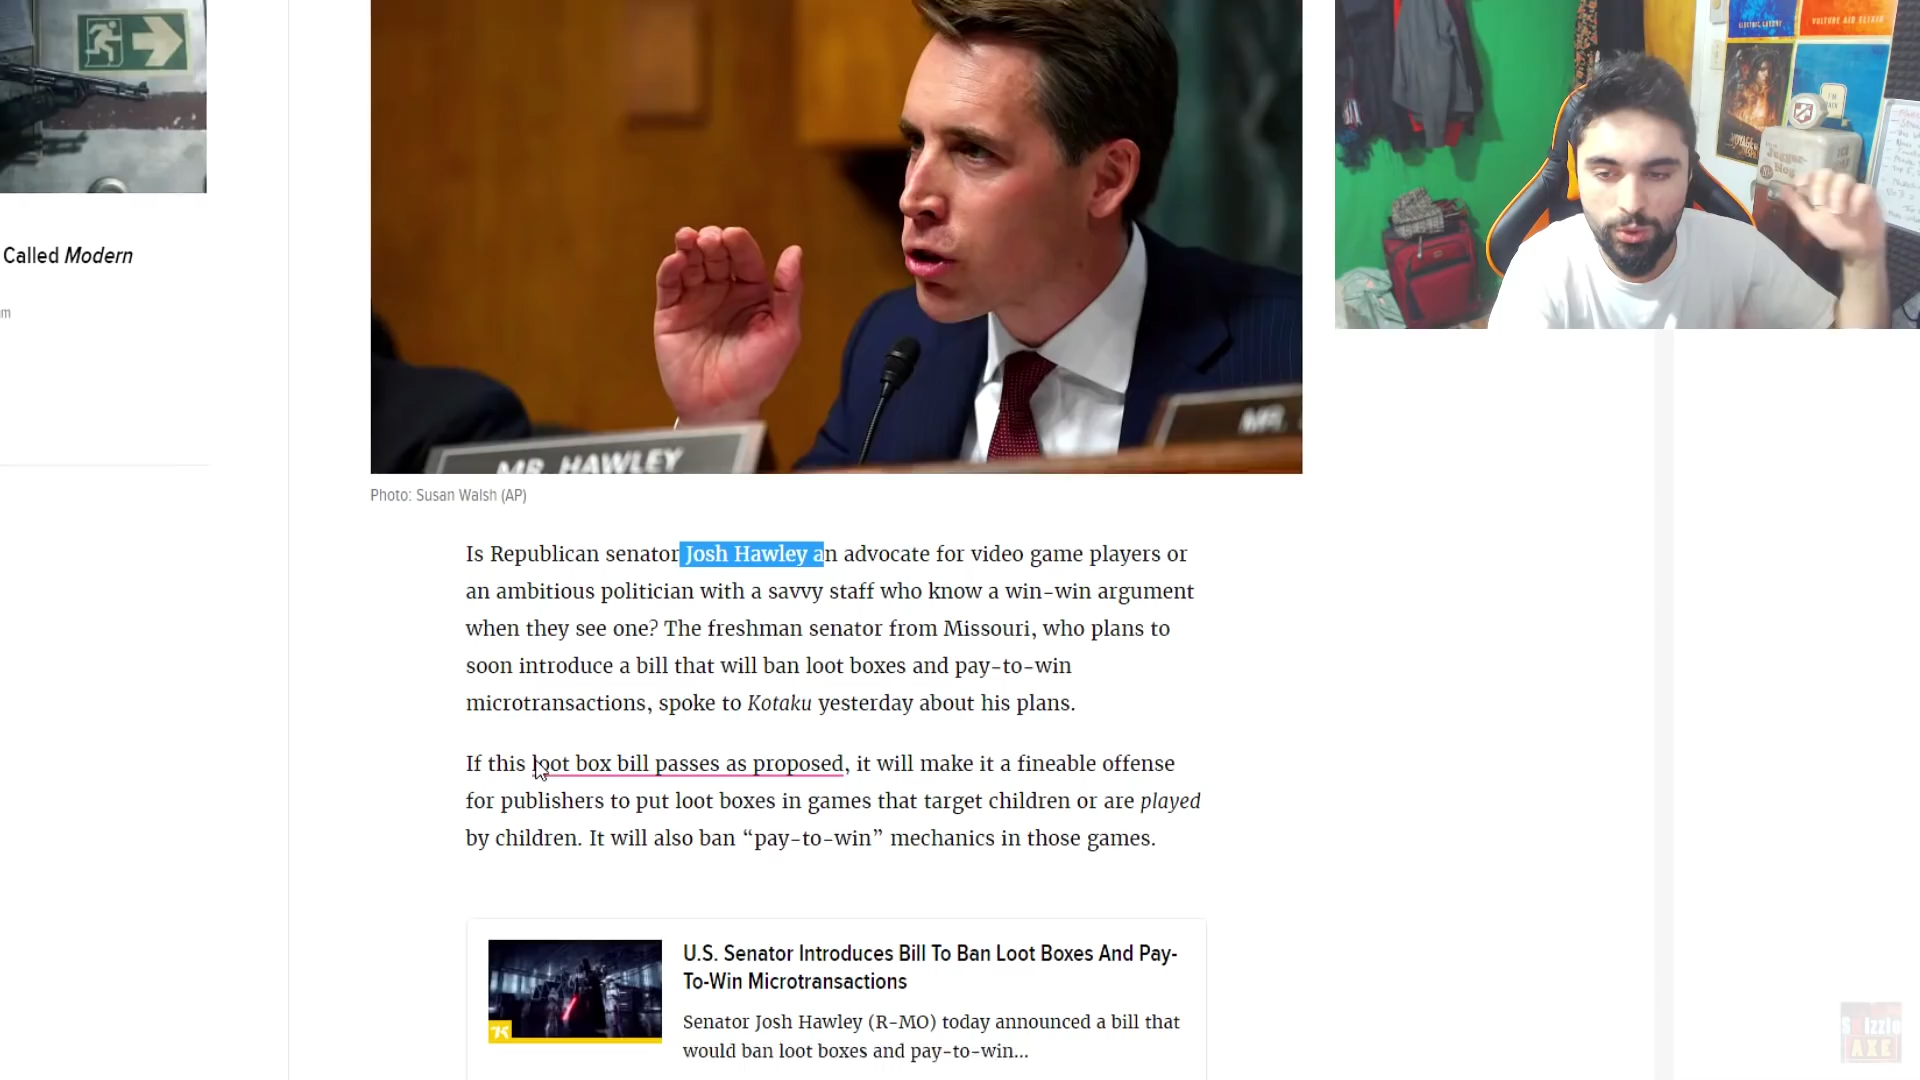 Called Modern
m
MR. HAWLEY
MR.
Photo: Susan Walsh (AP)
Is Republican senator Josh Hawley an advocate for video game players or
an ambitious politician with a savvy staff who know a win-win argument
when they see one? The freshman senator from Missouri, who plans to
soon introduce a bill that will ban loot boxes and pay-to-win
microtransactions, spoke to Kotaku yesterday about his plans.
If this loot box bill passes as proposed, it will make it a fineable offense
for publishers to put loot boxes in games that target children or are played
by children. It will also ban “pay-to-win” mechanics in those games.
U.S. Senator Introduces Bill To Ban Loot Boxes And Pay-
To-Win Microtransactions
Senator Josh Hawley (R-MO) today announced a bill that
would ban loot boxes and pay-to-win...
VULTURE AID ELIXIR
AXE